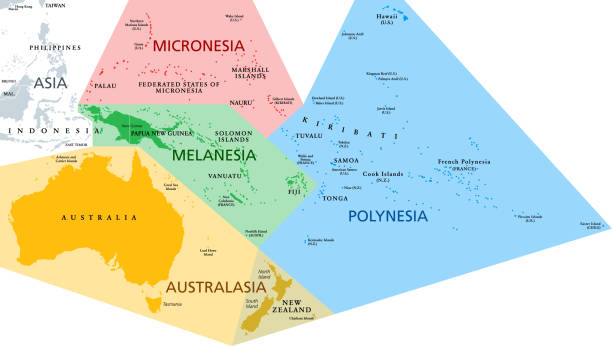 Hong Kong
TAIWAN
PHILIPPINES
ASIA
BRUNEI
MAL.
INDONESIA
EAST TIMOR
Northern
Mariana Islands
(U.S.)
Guam
(U.S.)
Wake Island
(U.S.)
MICRONESIA
PALAU
FEDERATED STATES OF
MICRONESIA
MARSHALL
ISLANDS
NAURU
Gilbert Islands
(KIRIBATI)
Hawaii
(U.S.)
Johnston Atoll
(U.S.)
Kingman Reef (U.S.)
Palmyra Atoll (U.S.)
Howland Island (U.S.)
Baker Island (U.S.)
Jarvis Island
(U.S.)
KIRIBATI
TUVALU
Tokelau
(N.Z.)
Wallis and
Futuna
(FRANCE)
SAMOA
American Samoa
(U.S.)
Cook Islands
(N.Z.)
Niue (N.Z.)
TONGA
French Polynesia
(FRANCE)
POLYNESIA
Pitcairn Islands
(U.K.)
Easter Island
(CHILE)
Kermadec Islands
(N.Z.)
New Guinea
PAPUA NEW GUINEA
SOLOMON
ISLANDS
MELANESIA
VANUATU
FIJI
New
Caledonia
(FRANCE)
Ashmore and
Cartier Islands
Coral Sea
Islands
AUSTRALIA
Norfolk Island
(AUSTR.)
Lord Howe
Island
AUSTRALASIA
Tasmania
North
Island
South
Island
NEW
ZEALAND
Chatham Islands